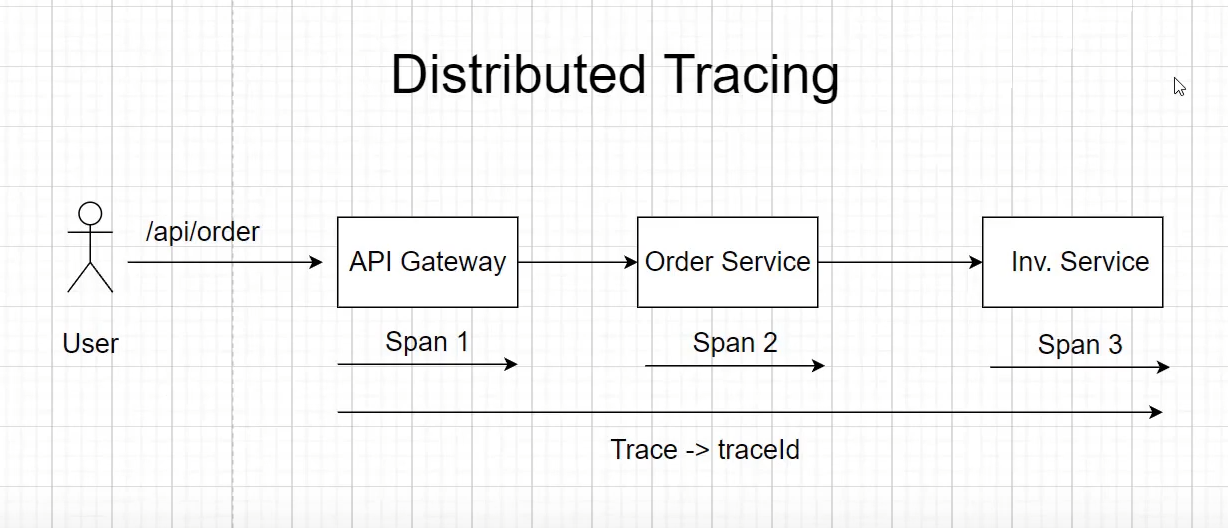 Distributed Tracing
/api/order
API Gateway
Order Service
Inv. Service
User
Span 1
Span 2
Span 3
Trace -> traceId